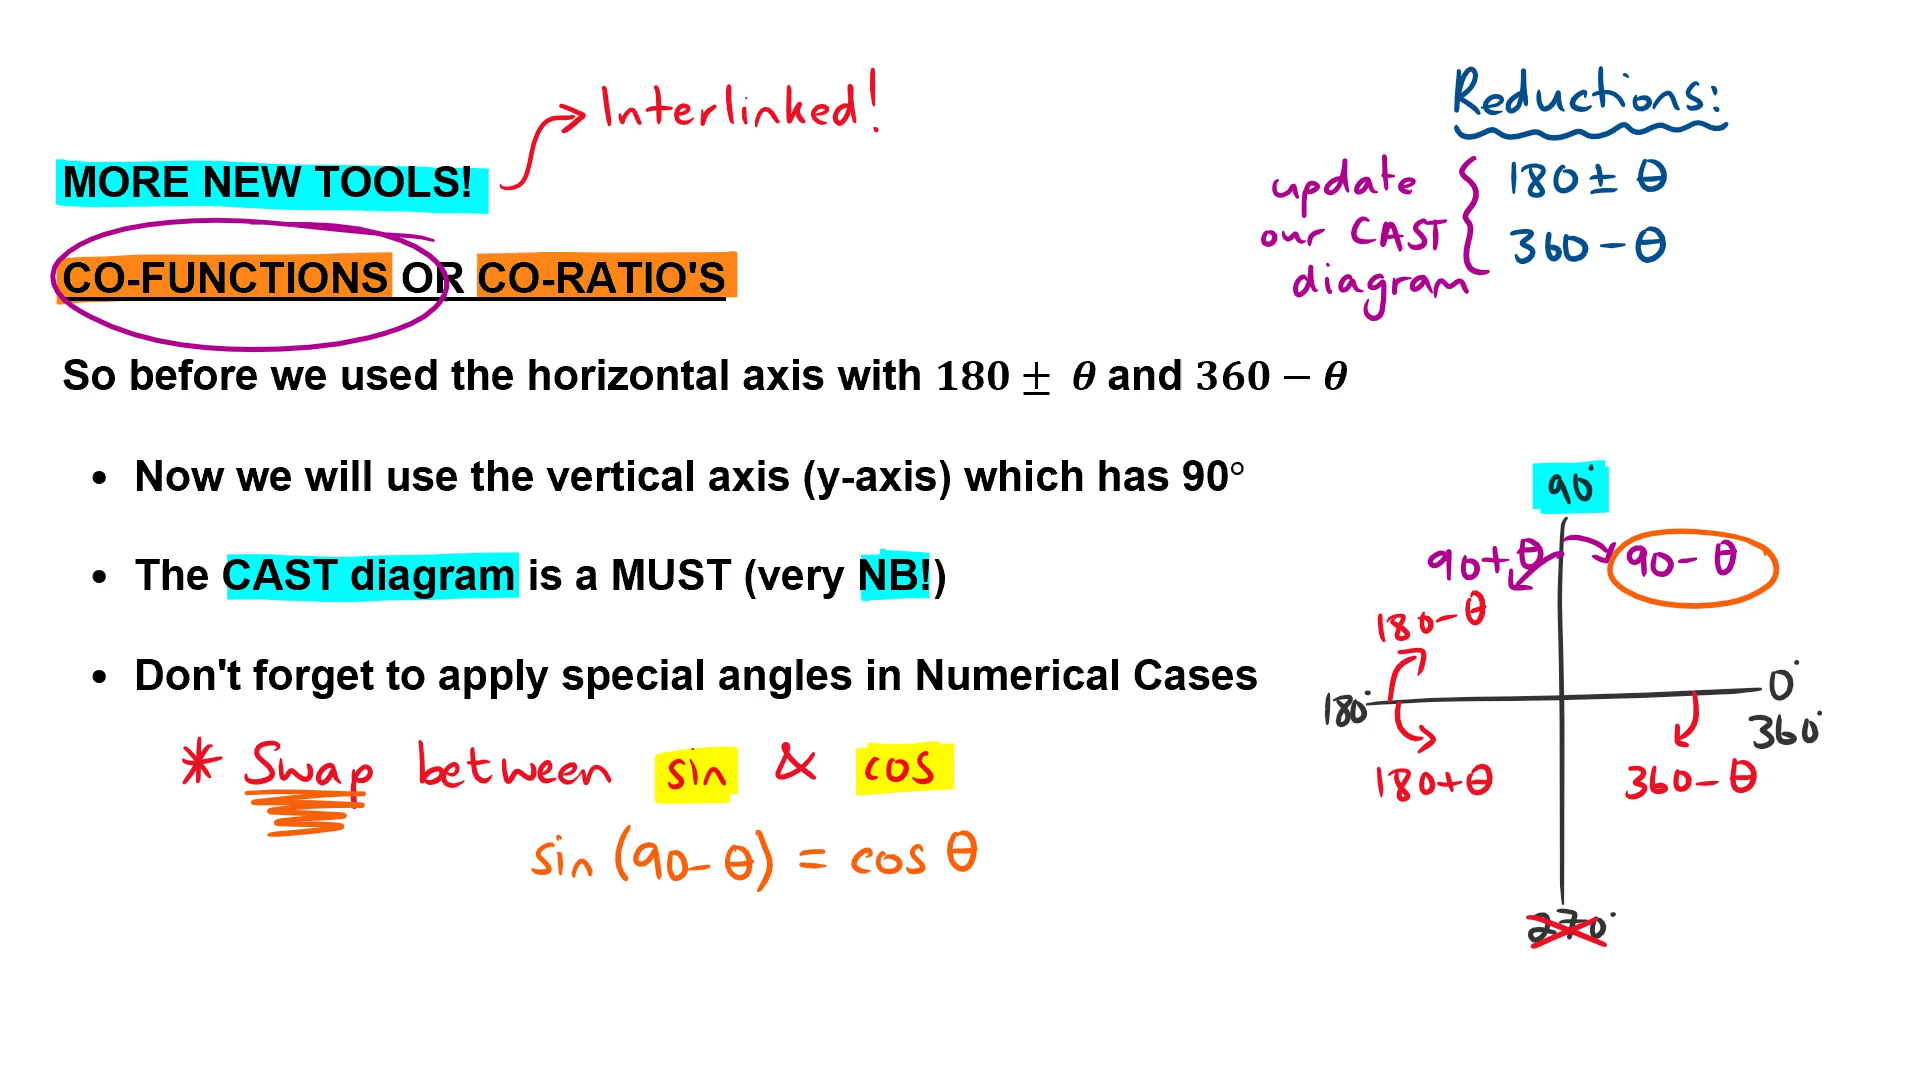 Interlinked!
Reductions:
MORE NEW TOOLS!
update
our CAST
diagram
180 ± θ
360 – θ
CO-FUNCTIONS OR CO-RATIO'S
So before we used the horizontal axis with 180 ± θ and 360 − θ
• Now we will use the vertical axis (y-axis) which has 90°
• The CAST diagram is a MUST (very NB!)
• Don't forget to apply special angles in Numerical Cases
* Swap between sin & cos
sin (90 – θ) = cos θ
90°
90+θ
90– θ
180–θ
180°
0°
360°
180+θ
360–θ
270°